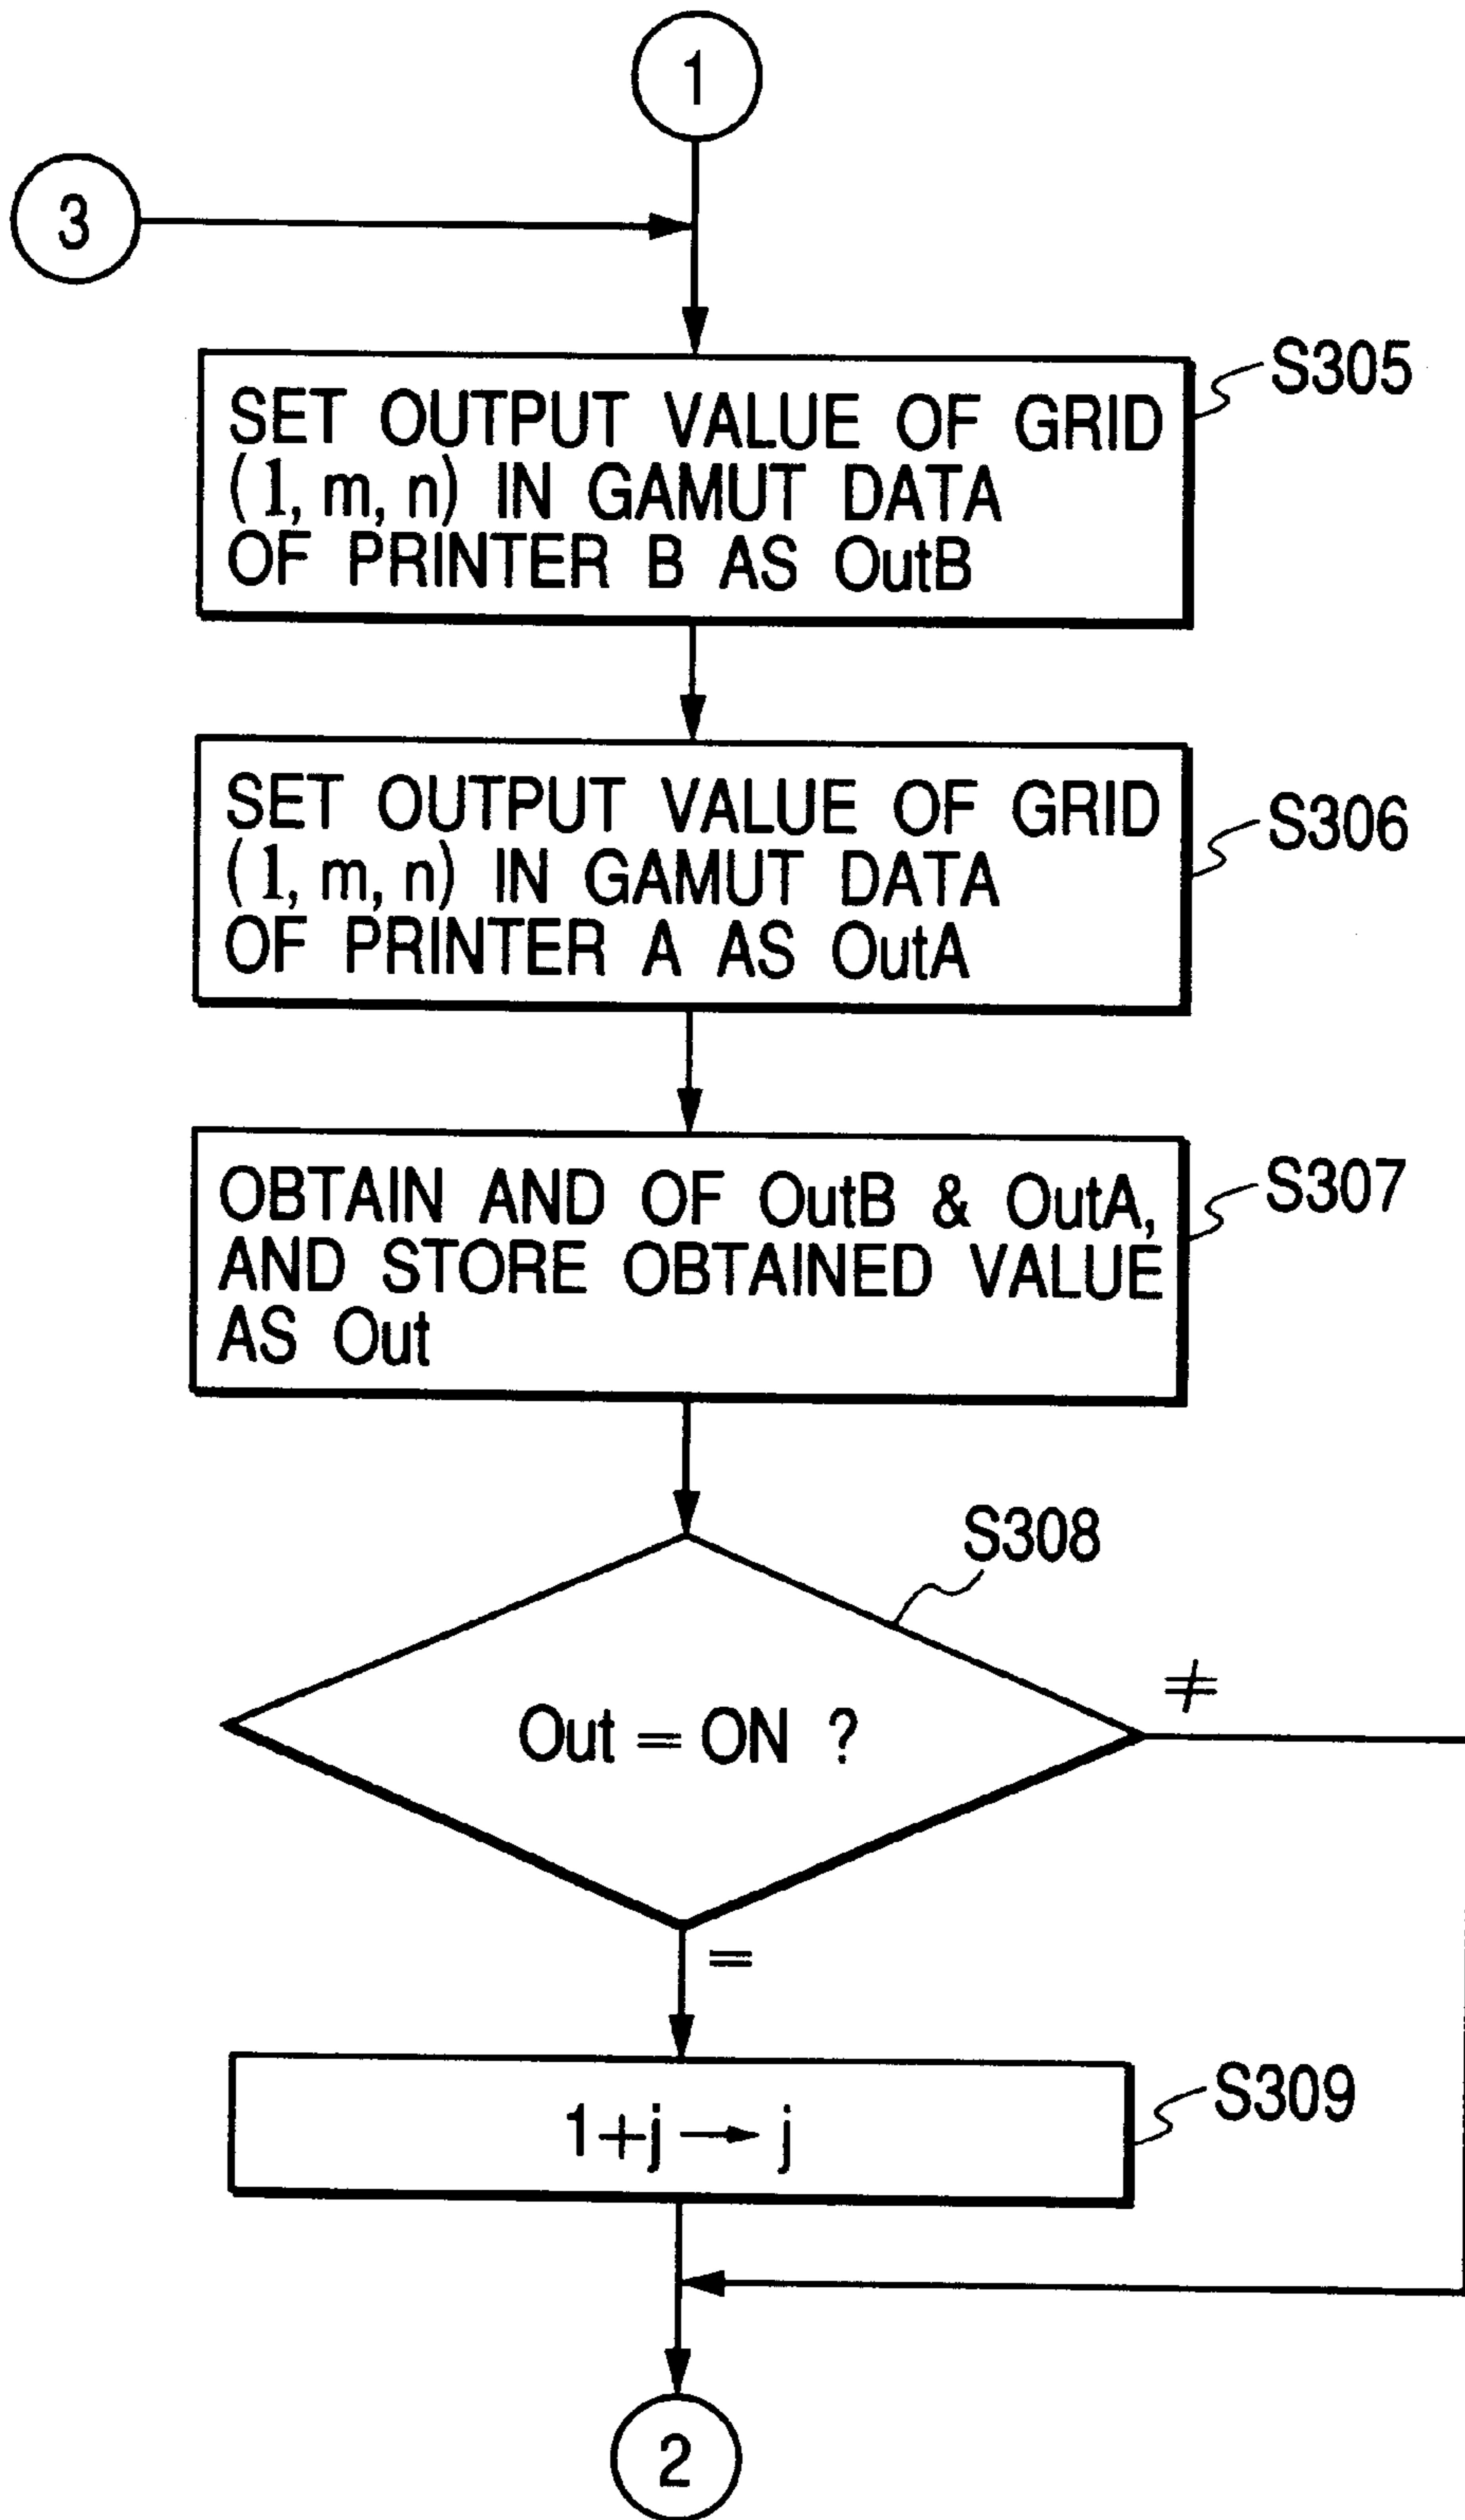 1
3
S305
SET OUTPUT VALUE OF GRID
(l, m, n) IN GAMUT DATA
OF PRINTER B AS OutB
S306
SET OUTPUT VALUE OF GRID
(l, m, n) IN GAMUT DATA
OF PRINTER A AS OutA
S307
OBTAIN AND OF OutB & OutA,
AND STORE OBTAINED VALUE
AS Out
S308
≠
Out = ON ?
=
S309
1+j → j
2